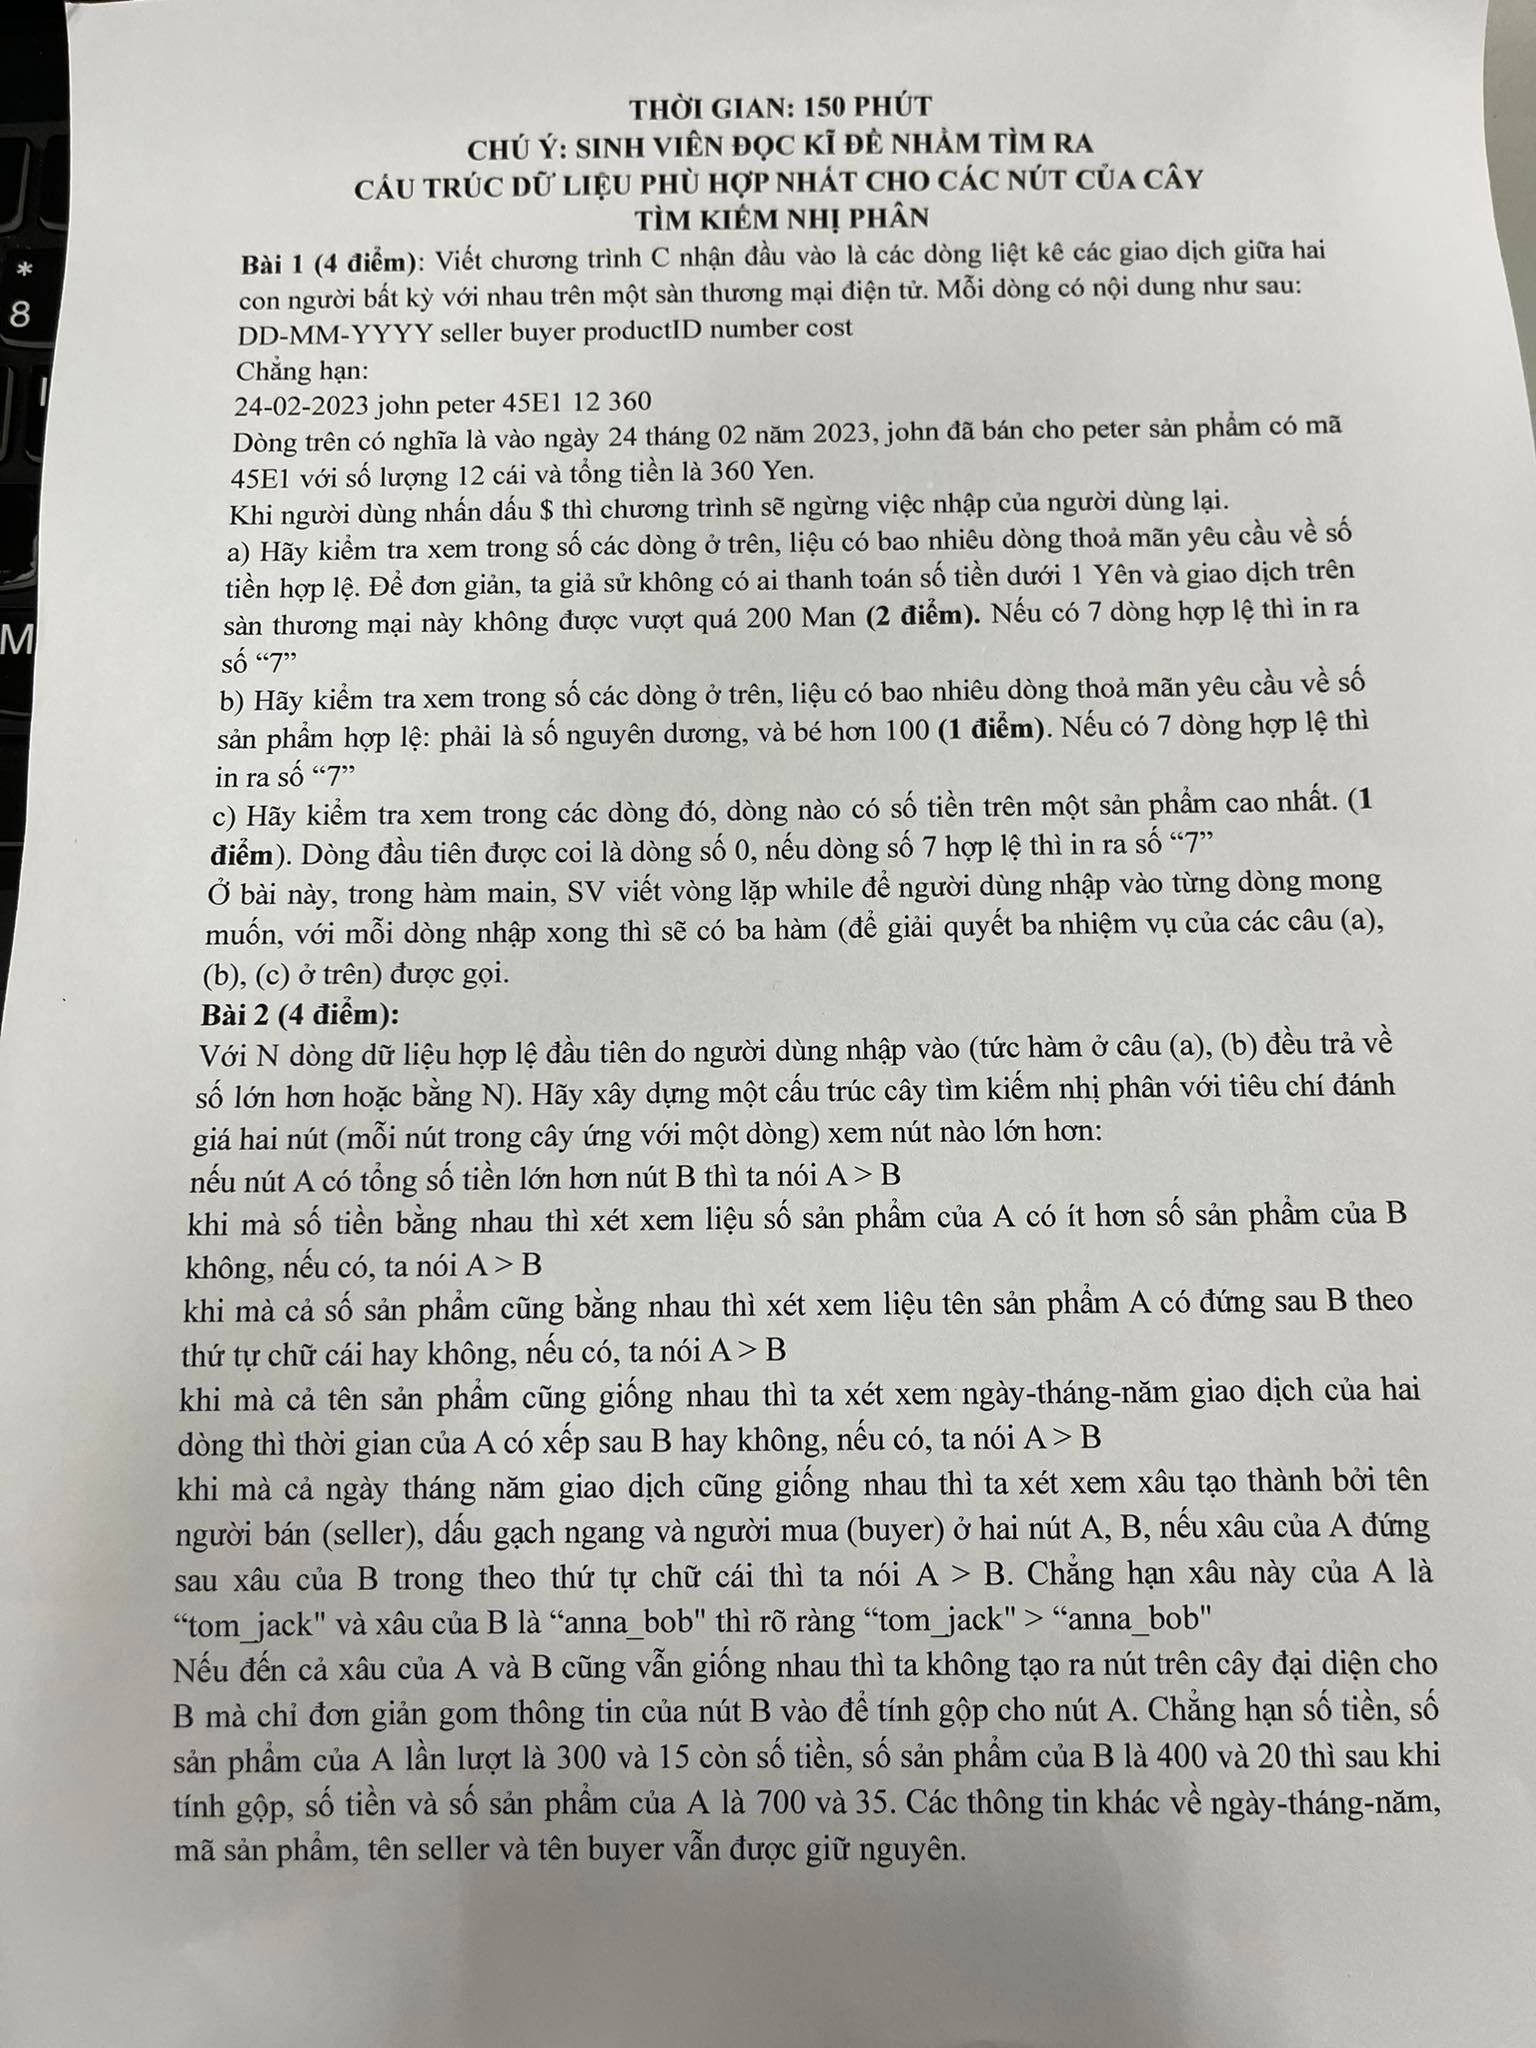 THỜI GIAN: 150 PHÚT
CHÚ Ý: SINH VIÊN ĐỌC KĨ ĐỀ NHẰM TÌM RA
CẤU TRÚC DỮ LIỆU PHÙ HỢP NHẤT CHO CÁC NÚT CỦA CÂY
TÌM KIẾM NHỊ PHÂN
Bài 1 (4 điểm): Viết chương trình C nhận đầu vào là các dòng liệt kê các giao dịch giữa hai
con người bất kỳ với nhau trên một sàn thương mại điện tử. Mỗi dòng có nội dung như sau:
DD-MM-YYYY seller buyer productID number cost
Chẳng hạn:
24-02-2023 john peter 45E1 12 360
Dòng trên có nghĩa là vào ngày 24 tháng 02 năm 2023, john đã bán cho peter sản phẩm có mã
45E1 với số lượng 12 cái và tổng tiền là 360 Yen.
Khi người dùng nhấn dấu $ thì chương trình sẽ ngừng việc nhập của người dùng lại.
a) Hãy kiểm tra xem trong số các dòng ở trên, liệu có bao nhiêu dòng thoả mãn yêu cầu về số
tiền hợp lệ. Để đơn giản, ta giả sử không có ai thanh toán số tiền dưới 1 Yên và giao dịch trên
sàn thương mại này không được vượt quá 200 Man (2 điểm). Nếu có 7 dòng hợp lệ thì in ra
số “7”
b) Hãy kiểm tra xem trong số các dòng ở trên, liệu có bao nhiêu dòng thoả mãn yêu cầu về số
sản phẩm hợp lệ: phải là số nguyên dương, và bé hơn 100 (1 điểm). Nếu có 7 dòng hợp lệ thì
in ra số “7”
c) Hãy kiểm tra xem trong các dòng đó, dòng nào có số tiền trên một sản phẩm cao nhất. (1
điểm). Dòng đầu tiên được coi là dòng số 0, nếu dòng số 7 hợp lệ thì in ra số “7”
Ở bài này, trong hàm main, SV viết vòng lặp while để người dùng nhập vào từng dòng mong
muốn, với mỗi dòng nhập xong thì sẽ có ba hàm (để giải quyết ba nhiệm vụ của các câu (a),
(b), (c) ở trên) được gọi.
Bài 2 (4 điểm):
Với N dòng dữ liệu hợp lệ đầu tiên do người dùng nhập vào (tức hàm ở câu (a), (b) đều trả về
số lớn hơn hoặc bằng N). Hãy xây dựng một cấu trúc cây tìm kiếm nhị phân với tiêu chí đánh
giá hai nút (mỗi nút trong cây ứng với một dòng) xem nút nào lớn hơn:
nếu nút A có tổng số tiền lớn hơn nút B thì ta nói A > B
khi mà số tiền bằng nhau thì xét xem liệu số sản phẩm của A có ít hơn số sản phẩm của B
không, nếu có, ta nói A > B
khi mà cả số sản phẩm cũng bằng nhau thì xét xem liệu tên sản phẩm A có đứng sau B theo
thứ tự chữ cái hay không, nếu có, ta nói A > B
khi mà cả tên sản phẩm cũng giống nhau thì ta xét xem ngày-tháng-năm giao dịch của hai
dòng thì thời gian của A có xếp sau B hay không, nếu có, ta nói A > B
khi mà cả ngày tháng năm giao dịch cũng giống nhau thì ta xét xem xâu tạo thành bởi tên
người bán (seller), dấu gạch ngang và người mua (buyer) ở hai nút A, B, nếu xâu của A đứng
sau xâu của B trong theo thứ tự chữ cái thì ta nói A > B. Chẳng hạn xâu này của A là
“tom_jack" và xâu của B là “anna_bob" thì rõ ràng “tom_jack" > “anna_bob"
Nếu đến cả xâu của A và B cũng vẫn giống nhau thì ta không tạo ra nút trên cây đại diện cho
B mà chỉ đơn giản gom thông tin của nút B vào để tính gộp cho nút A. Chẳng hạn số tiền, số
sản phẩm của A lần lượt là 300 và 15 còn số tiền, số sản phẩm của B là 400 và 20 thì sau khi
tính gộp, số tiền và số sản phẩm của A là 700 và 35. Các thông tin khác về ngày-tháng-năm,
mã sản phẩm, tên seller và tên buyer vẫn được giữ nguyên.
*
8
M